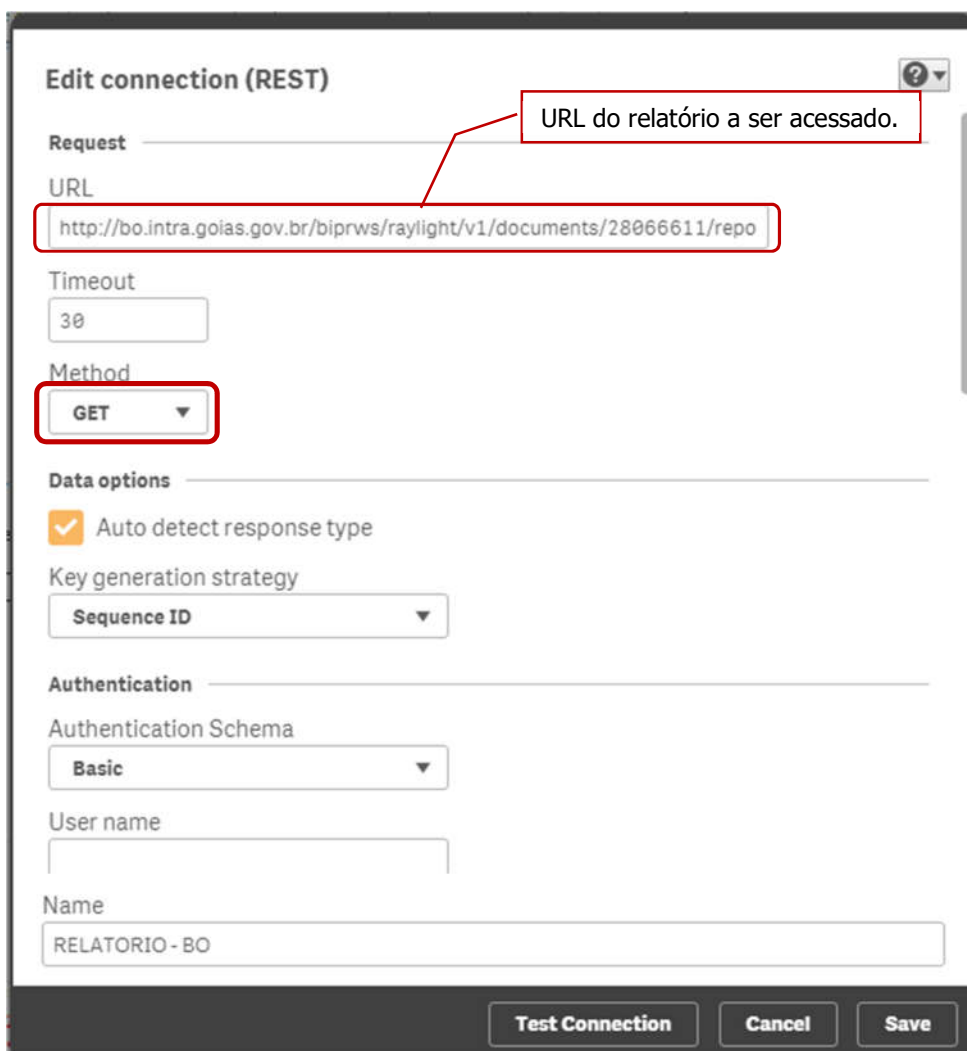 Edit connection (REST)
URL do relatório a ser acessado.
Request
URL
http://bo.intra.goias.gov.br/biprws/raylight/v1/documents/28066611/repo
Timeout
30
Method
GET
Data options
Auto detect response type
Key generation strategy
Sequence ID
Authentication
Authentication Schema
Basic
User name
Name
RELATORIO - BO
Test Connection Cancel Save